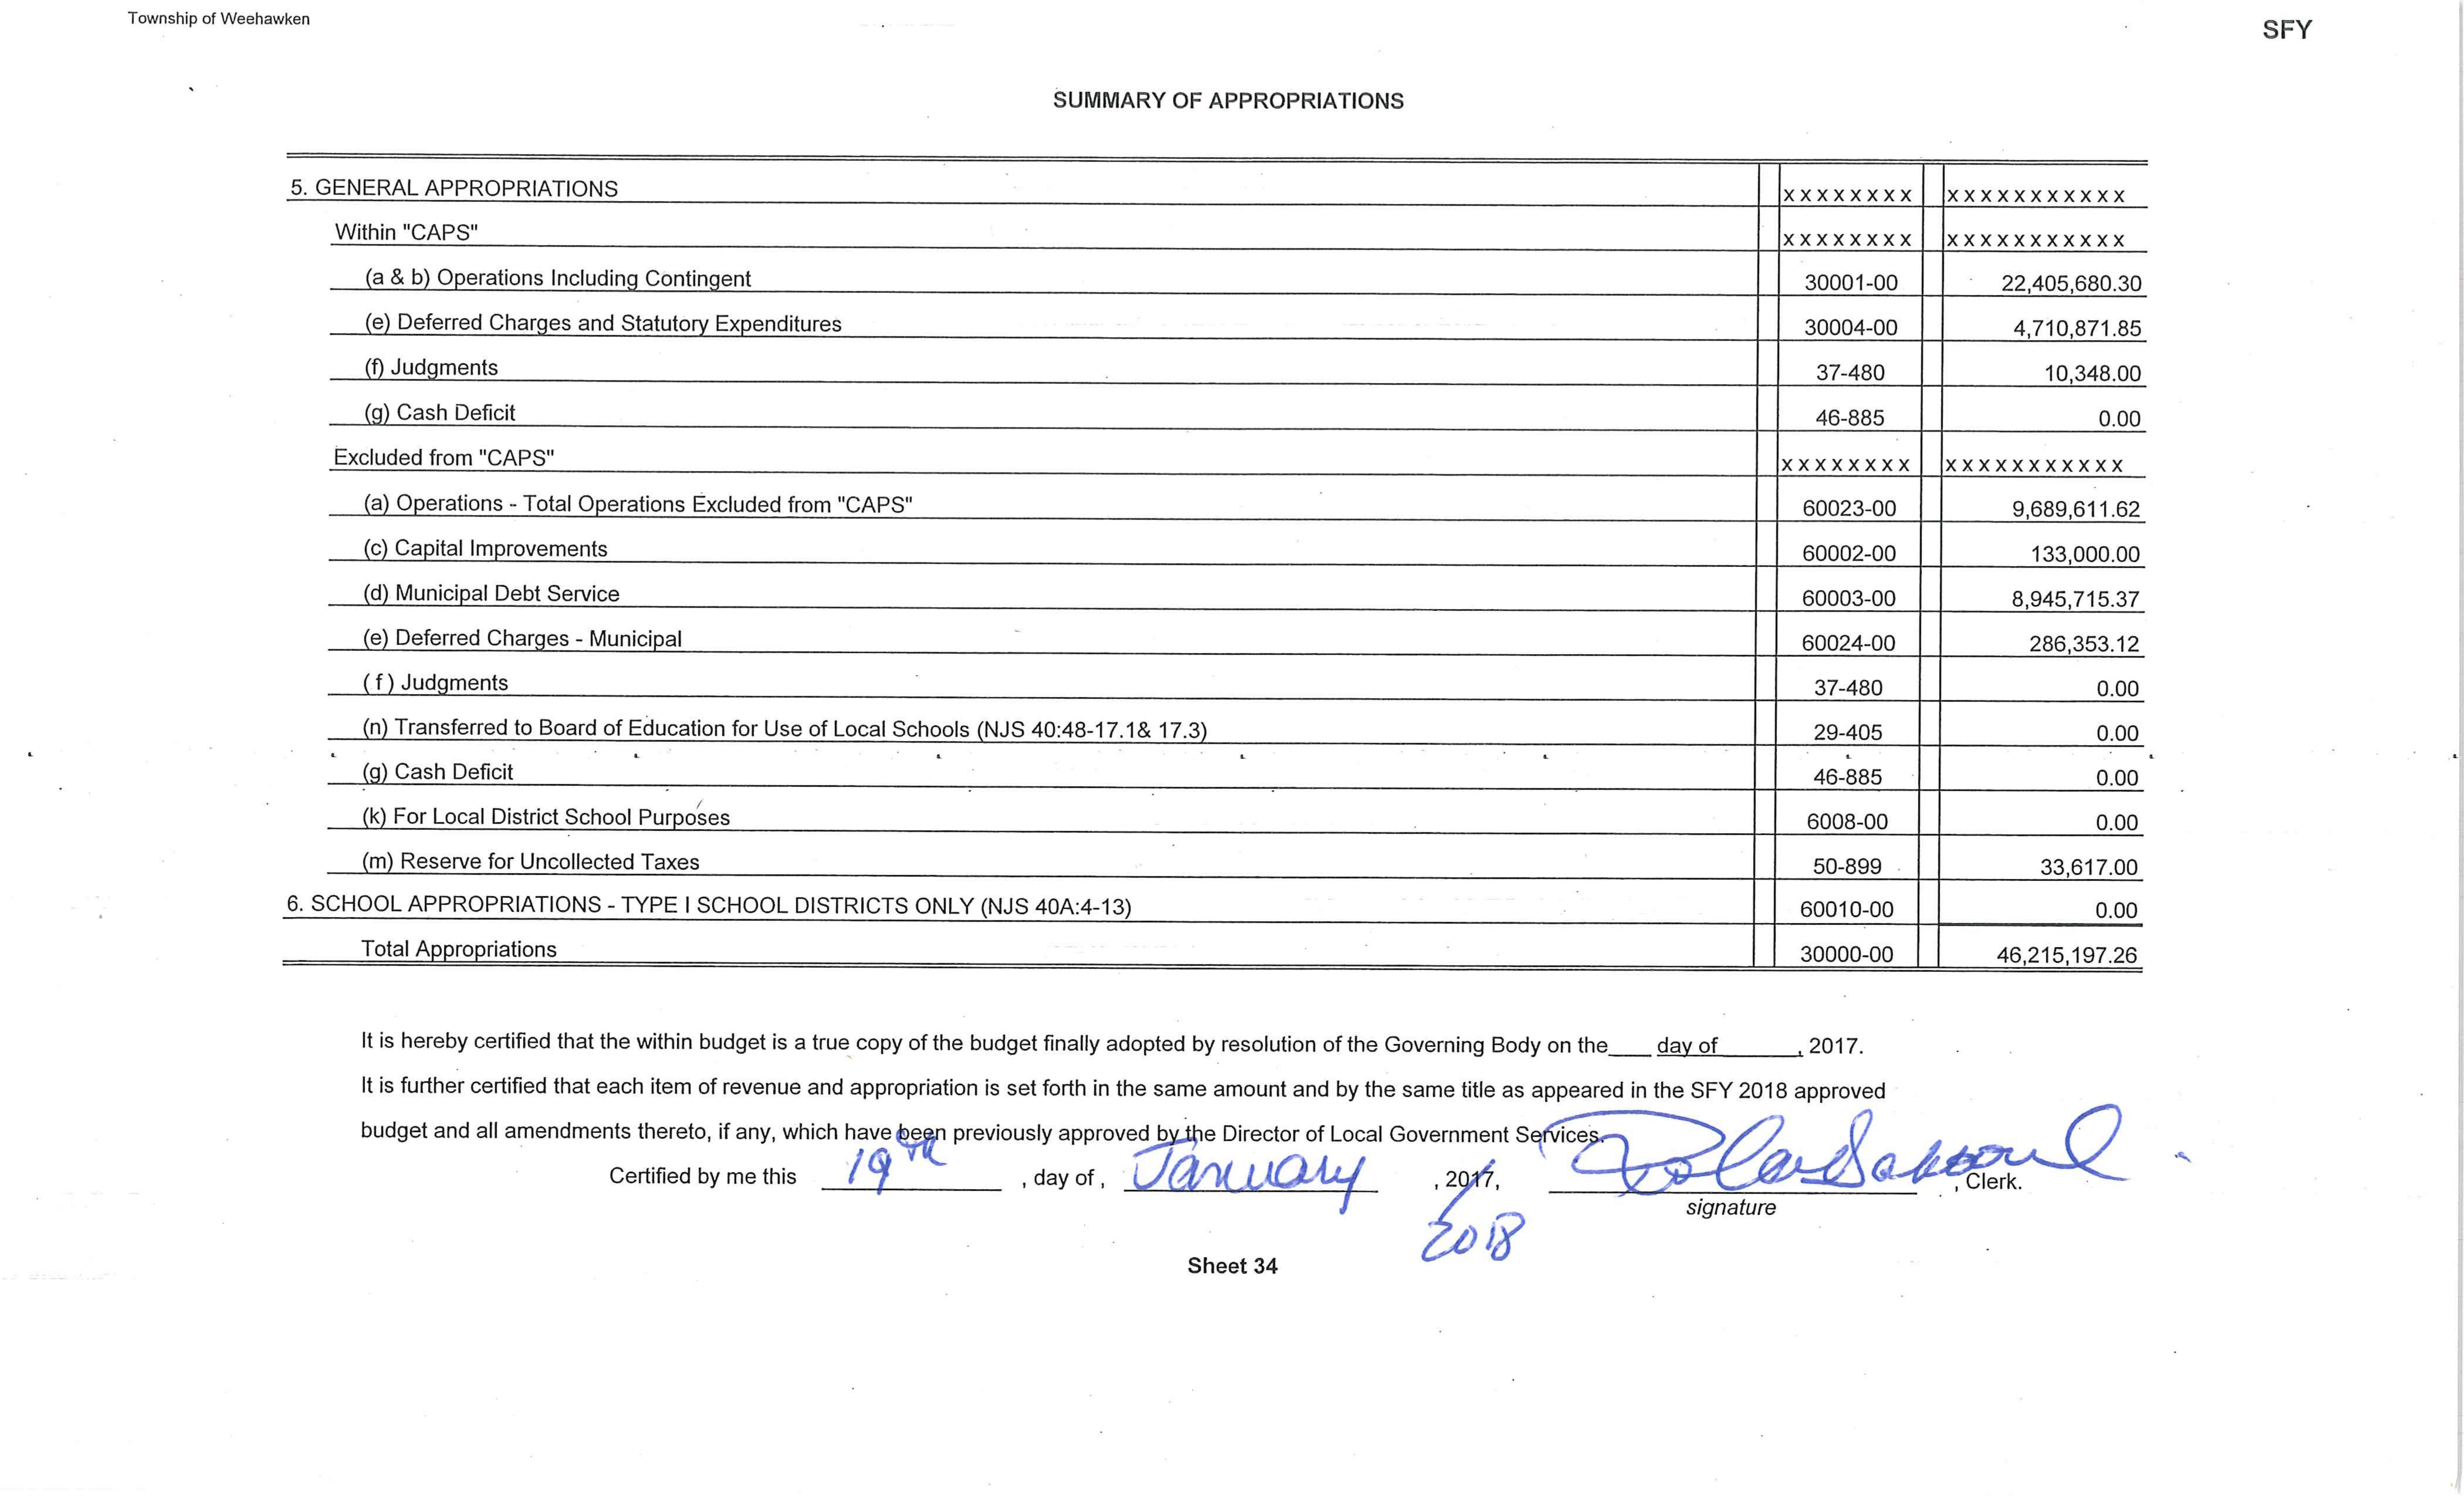 Township of Weehawken
SFY
SUMMARY OF APPROPRIATIONS
5. GENERAL APPROPRIATIONS x x x x x x x x x x x x x x x x x x x
Within "CAPS" x x x x x x x x x x x x x x x x x x x
(a & b) Operations Including Contingent 30001-00 22,405,680.30
(e) Deferred Charges and Statutory Expenditures 30004-00 4,710,871.85
(f) Judgments 37-480 10,348.00
(g) Cash Deficit 46-885 0.00
Excluded from "CAPS" x x x x x x x x x x x x x x x x x x x
(a) Operations - Total Operations Excluded from "CAPS" 60023-00 9,689,611.62
(c) Capital Improvements 60002-00 133,000.00
(d) Municipal Debt Service 60003-00 8,945,715.37
(e) Deferred Charges - Municipal 60024-00 286,353.12
( f ) Judgments 37-480 0.00
(n) Transferred to Board of Education for Use of Local Schools (NJS 40:48-17.1& 17.3) 29-405 0.00
(g) Cash Deficit 46-885 0.00
(k) For Local District School Purposes 6008-00 0.00
(m) Reserve for Uncollected Taxes 50-899 33,617.00
6. SCHOOL APPROPRIATIONS - TYPE I SCHOOL DISTRICTS ONLY (NJS 40A:4-13) 60010-00 0.00
Total Appropriations 30000-00 46,215,197.26
It is hereby certified that the within budget is a true copy of the budget finally adopted by resolution of the Governing Body on the____ day of ______, 2017.
It is further certified that each item of revenue and appropriation is set forth in the same amount and by the same title as appeared in the SFY 2018 approved
budget and all amendments thereto, if any, which have been previously approved by the Director of Local Government Services.
Certified by me this 19th , day of , January , 2017, , Clerk.
2018
signature
Sheet 34